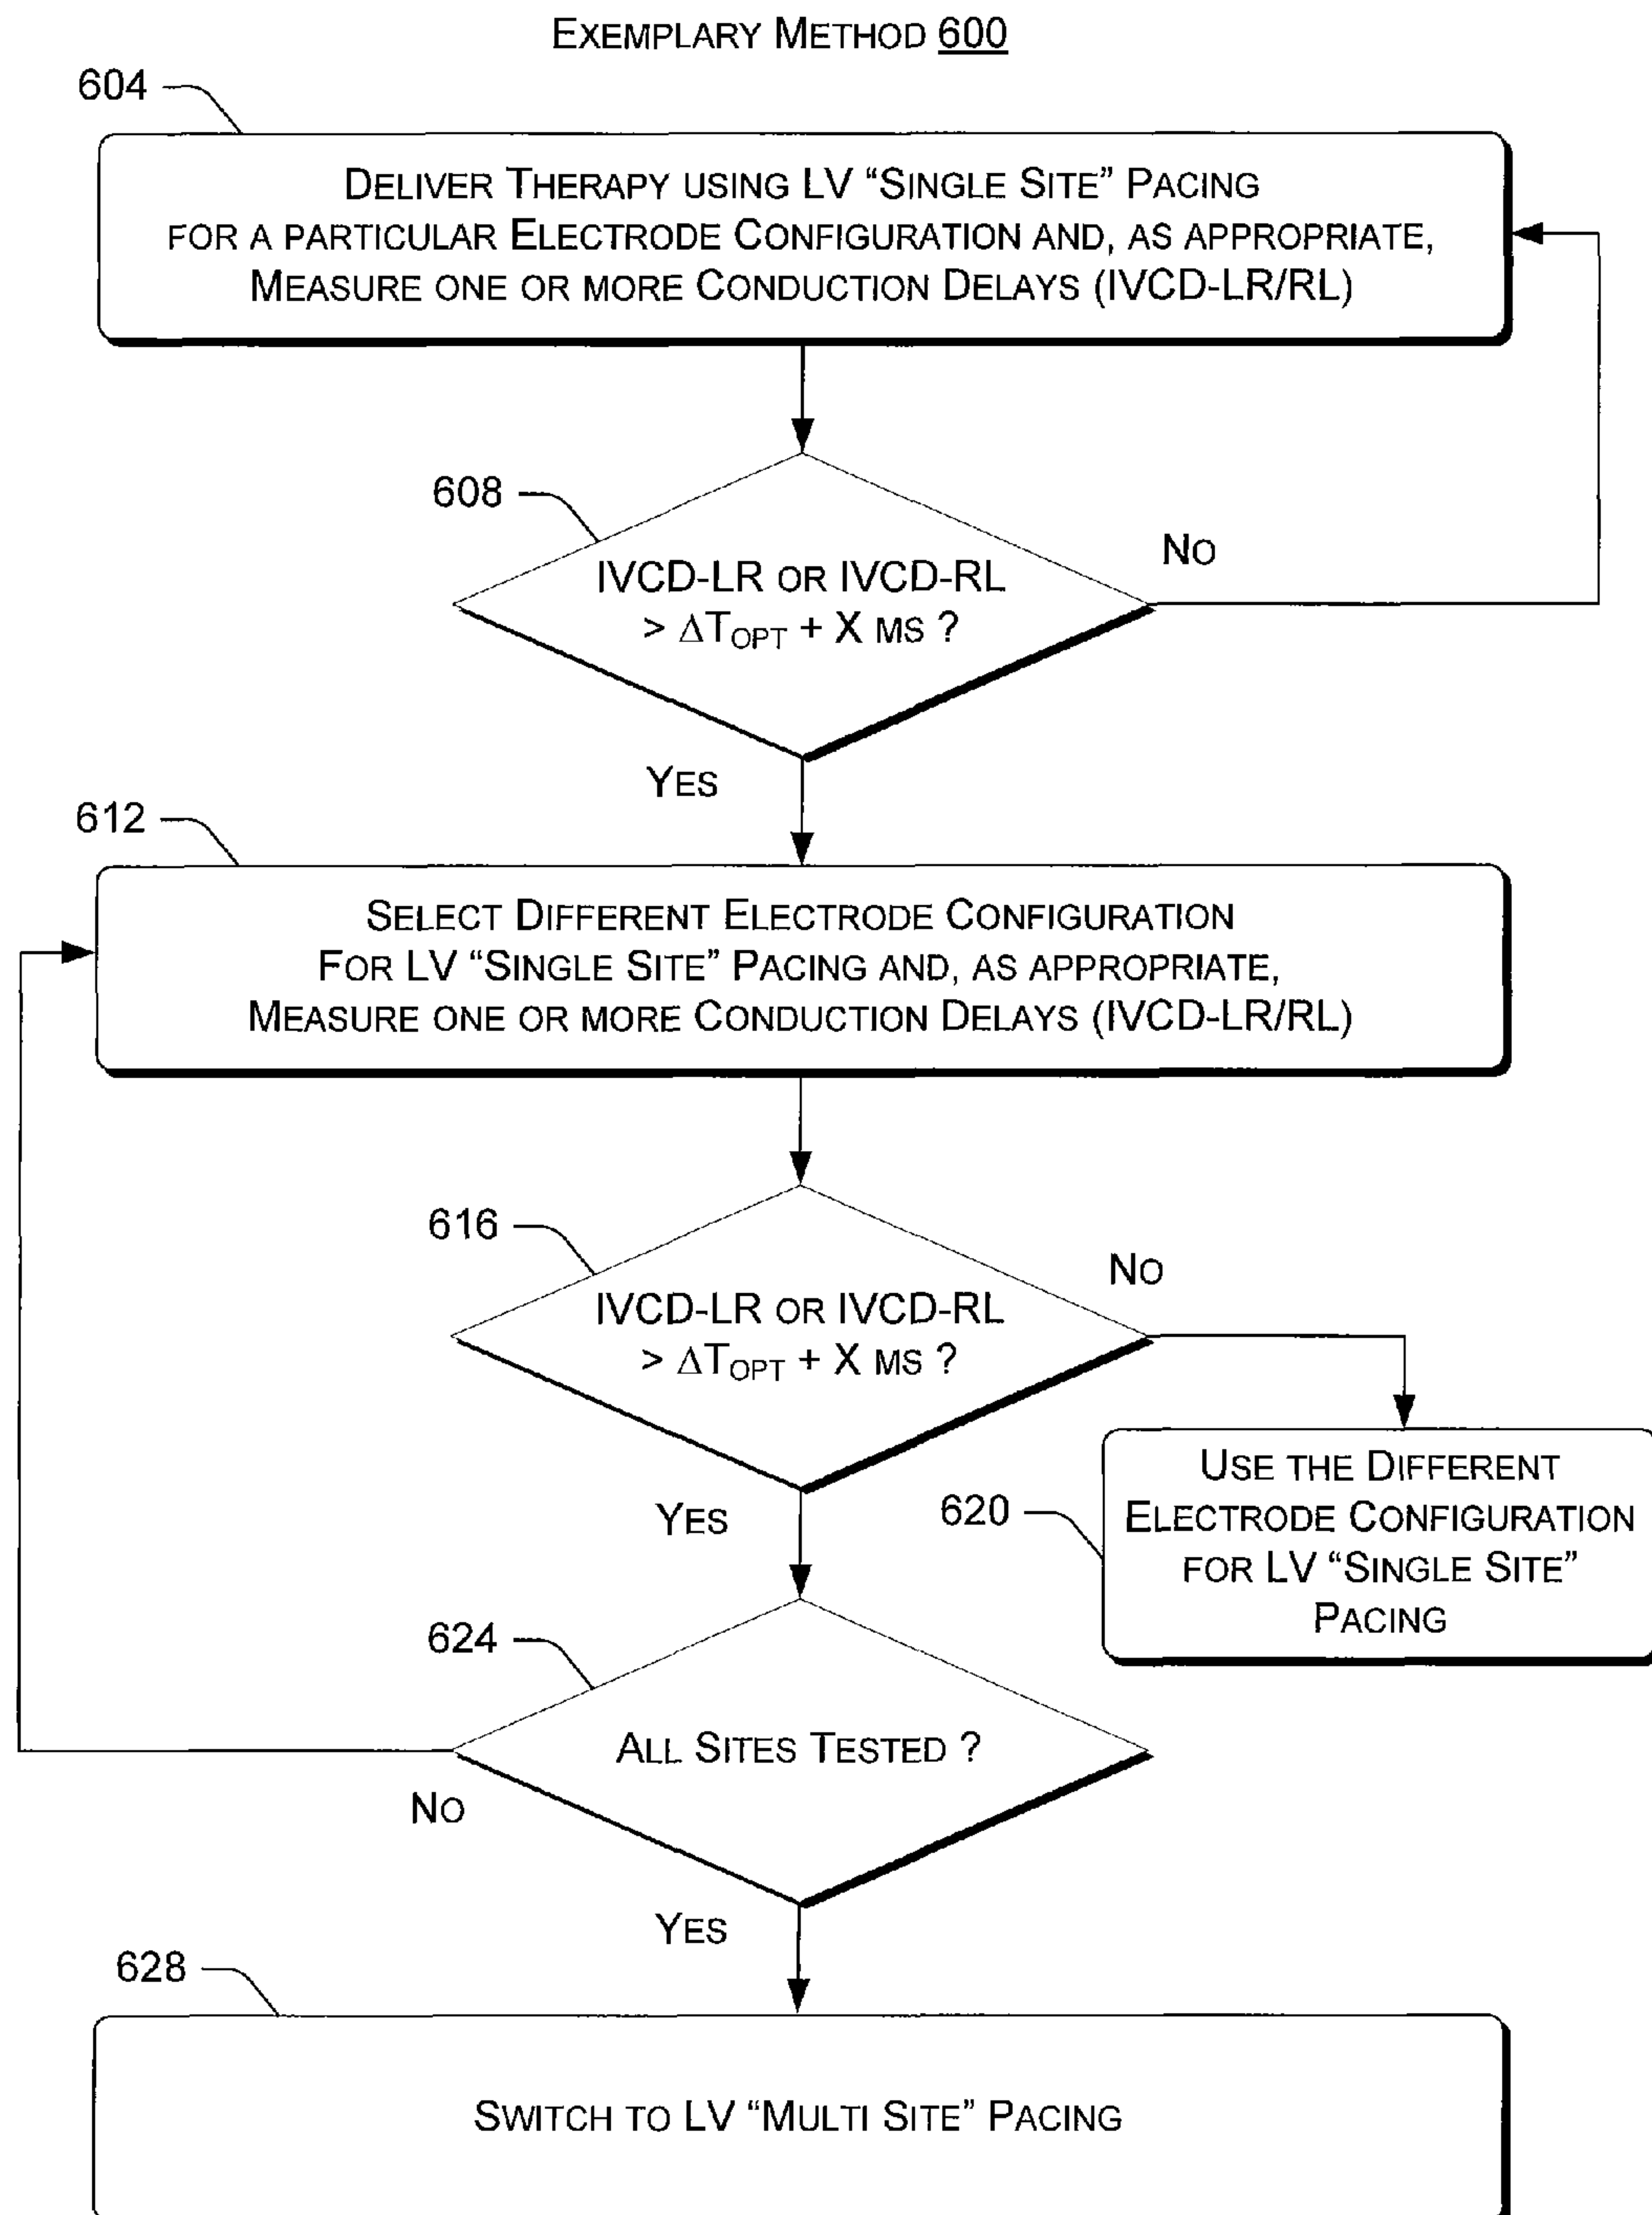 EXEMPLARY METHOD 600
604
DELIVER THERAPY USING LV “SINGLE SITE” PACING
FOR A PARTICULAR ELECTRODE CONFIGURATION AND, AS APPROPRIATE,
MEASURE ONE OR MORE CONDUCTION DELAYS (IVCD-LR/RL)
608
IVCD-LR OR IVCD-RL
> ΔTOPT + X MS ?
NO
YES
612
SELECT DIFFERENT ELECTRODE CONFIGURATION
FOR LV “SINGLE SITE” PACING AND, AS APPROPRIATE,
MEASURE ONE OR MORE CONDUCTION DELAYS (IVCD-LR/RL)
616
IVCD-LR OR IVCD-RL
> ΔTOPT + X MS ?
NO
YES
620
USE THE DIFFERENT
ELECTRODE CONFIGURATION
FOR LV “SINGLE SITE”
PACING
624
ALL SITES TESTED ?
NO
YES
628
SWITCH TO LV “MULTI SITE” PACING